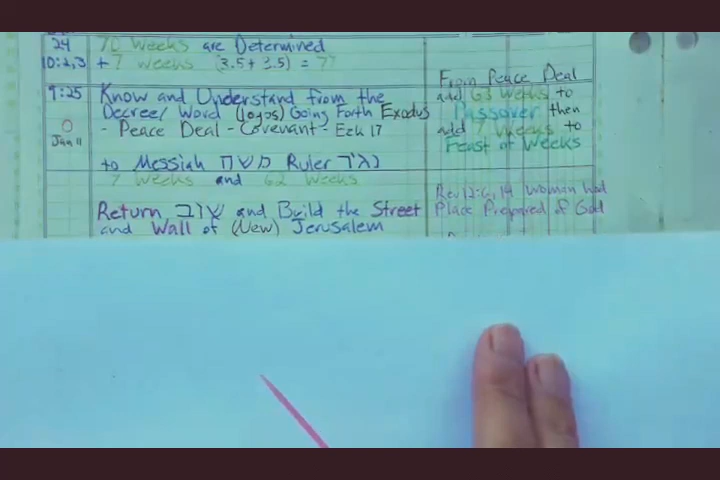 24 70 Weeks are Determined
10:2,3 + 7 weeks (3.5+3.5) = 77
From Peace Deal
9:25 Know and Understand from the
add 63 Weeks to
Decree/ Word (logos) Going Forth Exodus
Passover then
0 - Peace Deal - Covenant - Ezk 17
add 7 Weeks to
Jan 11
Feast of Weeks
to Messiah משח Ruler נגיד
7 Weeks and 62 Weeks
Rev 12:6,14 Woman had
Return שוב and Build the Street
Place Prepared of God
and Wall of (New) Jerusalem